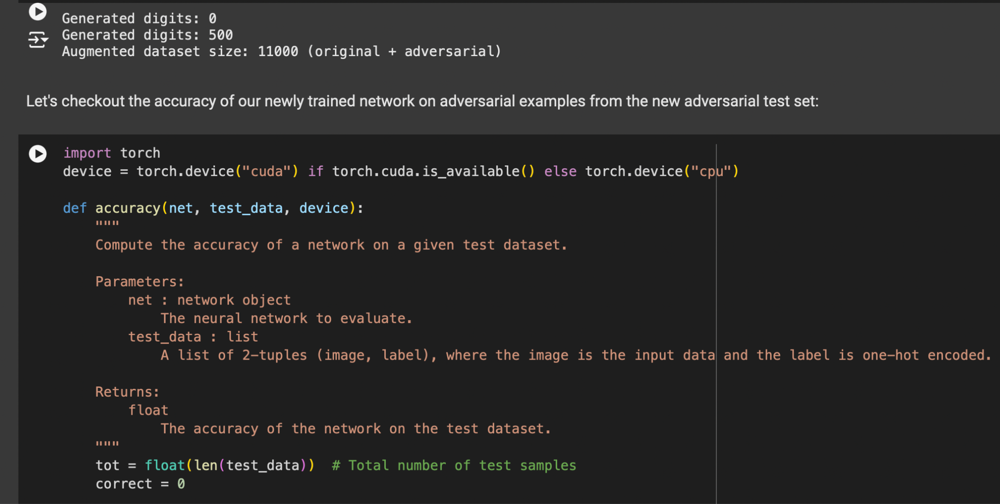 Generated digits: 0
Generated digits: 500
Augmented dataset size: 11000 (original + adversarial)
Let's checkout the accuracy of our newly trained network on adversarial examples from the new adversarial test set:
import torch
device = torch.device("cuda") if torch.cuda.is_available() else torch.device("cpu")
def accuracy(net, test_data, device):
    """
    Compute the accuracy of a network on a given test dataset.
    Parameters:
        net : network object
            The neural network to evaluate.
        test_data : list
            A list of 2-tuples (image, label), where the image is the input data and the label is one-hot encoded.
    Returns:
        float
            The accuracy of the network on the test dataset.
    """
    tot = float(len(test_data))  # Total number of test samples
    correct = 0